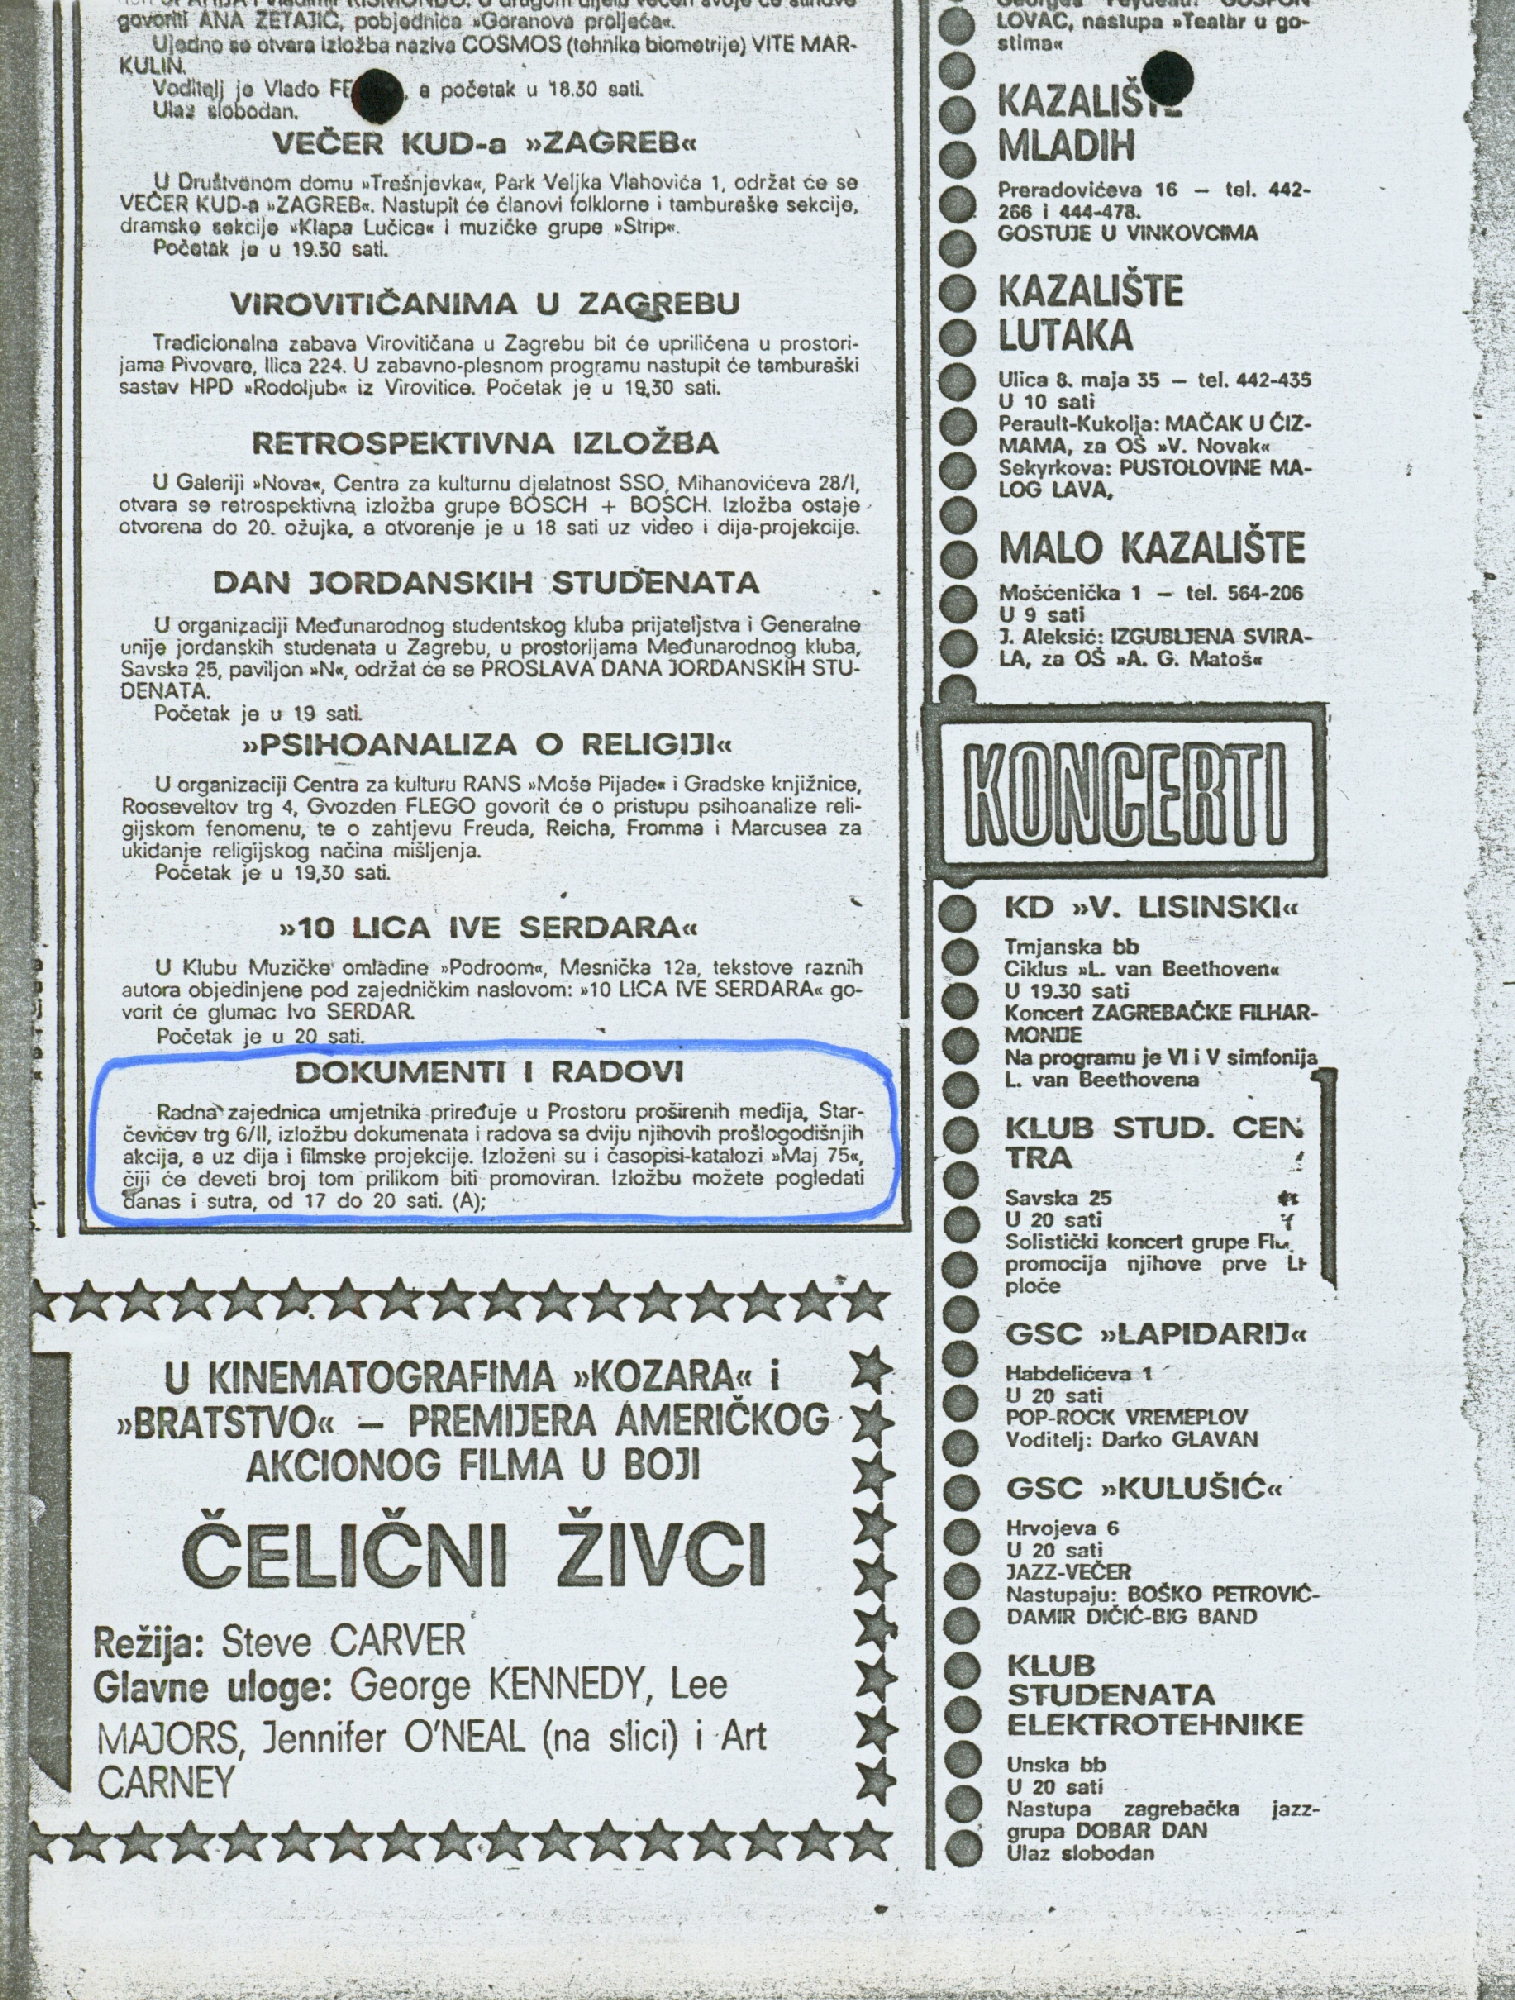 govoriti ANA ZETAJIĆ, pobjednica »Goranova proljeća«.
Ujedno se otvara izložba naziva COSMOS (tehnika biometrije) VITE MAR-
KULIN.
Voditelj je Vlado a početak u 18.30 sati.
Ulaz slobodan.
VEČER KUD-a »ZAGREB«
U Društvenom domu »Trešnjevka«, Park Veljka Vlahovića 1, održat će se
VEČER KUD-a »ZAGREB«. Nastupit će članovi folklorne i tamburaške sekcije,
dramske sekcije »Klapa Lučica« i muzičke grupe »Strip«.
Početak je u 19.30 sati.
VIROVITIČANIMA U ZAGREBU
Tradicionalna zabava Virovitičana u Zagrebu bit će upriličena u prostori-
jama Pivovare, Ilica 224. U zabavno-plesnom programu nastupit će tamburaški
sastav HPD »Rodoljub« iz Virovitice. Početak je u 19,30 sati.
RETROSPEKTIVNA IZLOŽBA
U Galeriji »Nova«, Centra za kulturnu djelatnost SSO, Mihanovićeva 28/I,
otvara se retrospektivna izložba grupe BOSCH + BOSCH. Izložba ostaje
otvorena do 20. ožujka, a otvorenje je u 18 sati uz video i dija-projekcije.
DAN JORDANSKIH STUDENATA
U organizaciji Međunarodnog studentskog kluba prijateljstva i Generalne
unije jordanskih studenata u Zagrebu, u prostorijama Međunarodnog kluba,
Savska 25, paviljon »N«, održat će se PROSLAVA DANA JORDANSKIH STU-
DENATA.
Početak je u 19 sati.
»PSIHOANALIZA O RELIGIJI«
U organizaciji Centra za kulturu RANS »Moše Pijade« i Gradske knjižnice,
Rooseveltov trg 4, Gvozden FLEGO govorit će o pristupu psihoanalize reli-
gijskom fenomenu, te o zahtjevu Freuda, Reicha, Fromma i Marcusea za
ukidanje religijskog načina mišljenja.
Početak je u 19,30 sati.
»10 LICA IVE SERDARA«
U Klubu Muzičke omladine »Podroom«, Mesnička 12a, tekstove raznih
autora objedinjene pod zajedničkim naslovom: »10 LICA IVE SERDARA« go-
vorit će glumac Ivo SERDAR.
Početak je u 20 sati.
DOKUMENTI I RADOVI
Radna zajednica umjetnika priređuje u Prostoru proširenih medija, Star-
čevićev trg 6/II, izložbu dokumenata i radova sa dviju njihovih prošlogodišnjih
akcija, a uz dija i filmske projekcije. Izloženi su i časopisi-katalozi »Maj 75«,
čiji će deveti broj tom prilikom biti promoviran. Izložbu možete pogledati
danas i sutra, od 17 do 20 sati. (A);
U KINEMATOGRAFIMA »KOZARA« i
»BRATSTVO« — PREMIJERA AMERIČKOG
AKCIONOG FILMA U BOJI
ČELIČNI ŽIVCI
Režija: Steve CARVER
Glavne uloge: George KENNEDY, Lee
MAJORS, Jennifer O'NEAL (na slici) i Art
CARNEY
LOVAC, nastupa »Teatar u go-
stima«
KAZALIŠTE
MLADIH
Preradovićeva 16 — tel. 442-
266 i 444-478.
GOSTUJE U VINKOVCIMA
KAZALIŠTE
LUTAKA
Ulica 8. maja 35 — tel. 442-435
U 10 sati
Perault-Kukolja: MAČAK U ČIZ-
MAMA, za OŠ »V. Novak«
Sekyrkova: PUSTOLOVINE MA-
LOG LAVA,
MALO KAZALIŠTE
Mošćenička 1 — tel. 564-206
U 9 sati
J. Aleksić: IZGUBLJENA SVIRA-
LA, za OŠ »A. G. Matoš«
KONCERTI
KD »V. LISINSKI«
Trnjanska bb
Ciklus »L. van Beethoven«
U 19.30 sati
Koncert ZAGREBAČKE FILHAR-
MONIJE
Na programu je VI i V simfonija
L. van Beethovena
KLUB STUD. CEN
TRA
Savska 25
U 20 sati
Solistički koncert grupe
promocija njihove prve
ploče
GSC »LAPIDARIJ«
Habdelićeva 1
U 20 sati
POP-ROCK VREMEPLOV
Voditelj: Darko GLAVAN
GSC »KULUŠIĆ«
Hrvojeva 6
U 20 sati
JAZZ-VEČER
Nastupaju: BOŠKO PETROVIĆ-
DAMIR DIČIĆ-BIG BAND
KLUB
STUDENATA
ELEKTROTEHNIKE
Unska bb
U 20 sati
Nastupa zagrebačka jazz-
grupa DOBAR DAN
Ulaz slobodan